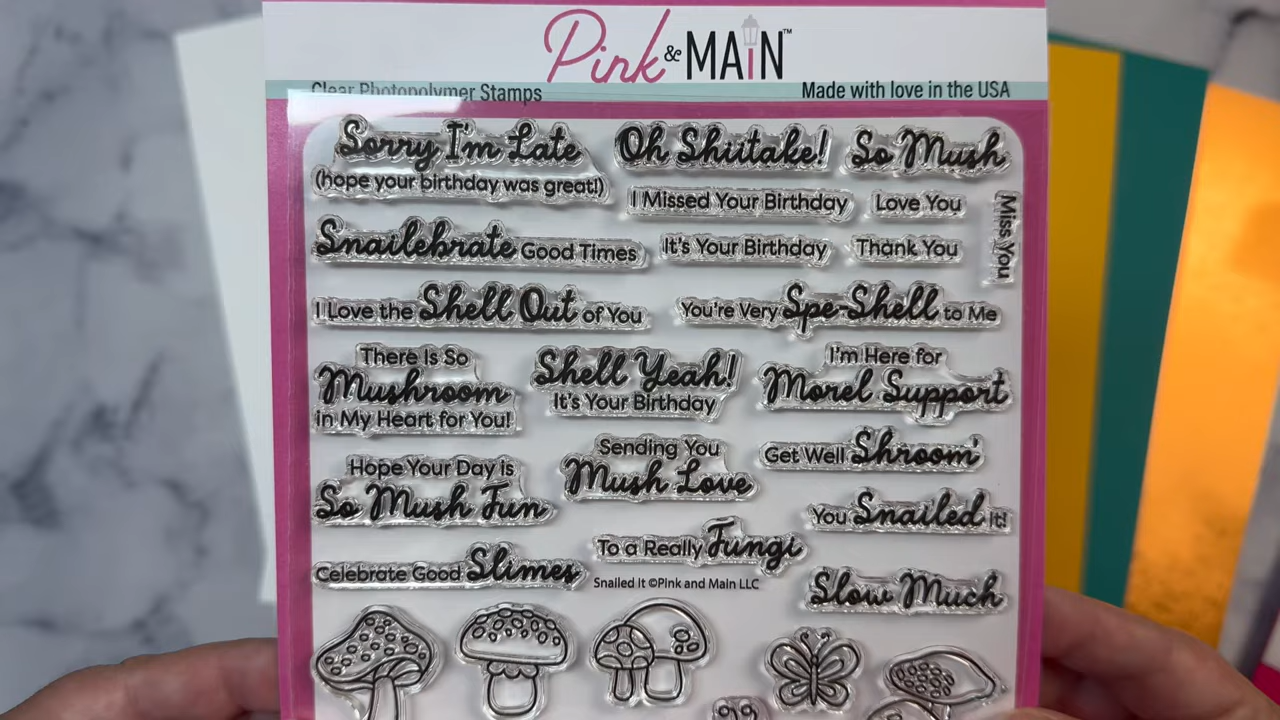 Pink & MAIN™
Clear Photopolymer Stamps Made with love in the USA
Sorry I'm Late
(hope your birthday was great!)
Oh Shiitake!
So Mush
I Missed Your Birthday
Love You
Miss You
Snailebrate Good Times
It's Your Birthday
Thank You
I Love the Shell Out of You
You're Very Spe-Shell to Me
There Is So
Mushroom
in My Heart for You!
Shell Yeah!
It's Your Birthday
I'm Here for
Morel Support
Sending You
Mush Love
Get Well Shroom'
Hope Your Day is
So Mush Fun
You Snailed It!
To a Really Fungi
Celebrate Good Slimes
Snailed It ©Pink and Main LLC
Slow Much